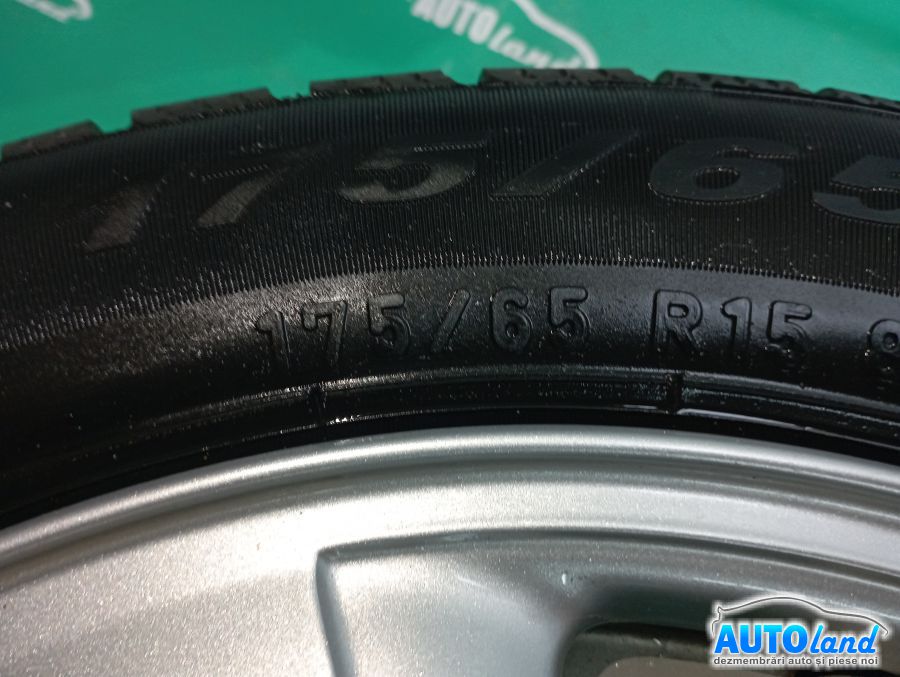 AUTOland
175/65
175/65 R15
AUTOland
dezmembrări auto și piese noi